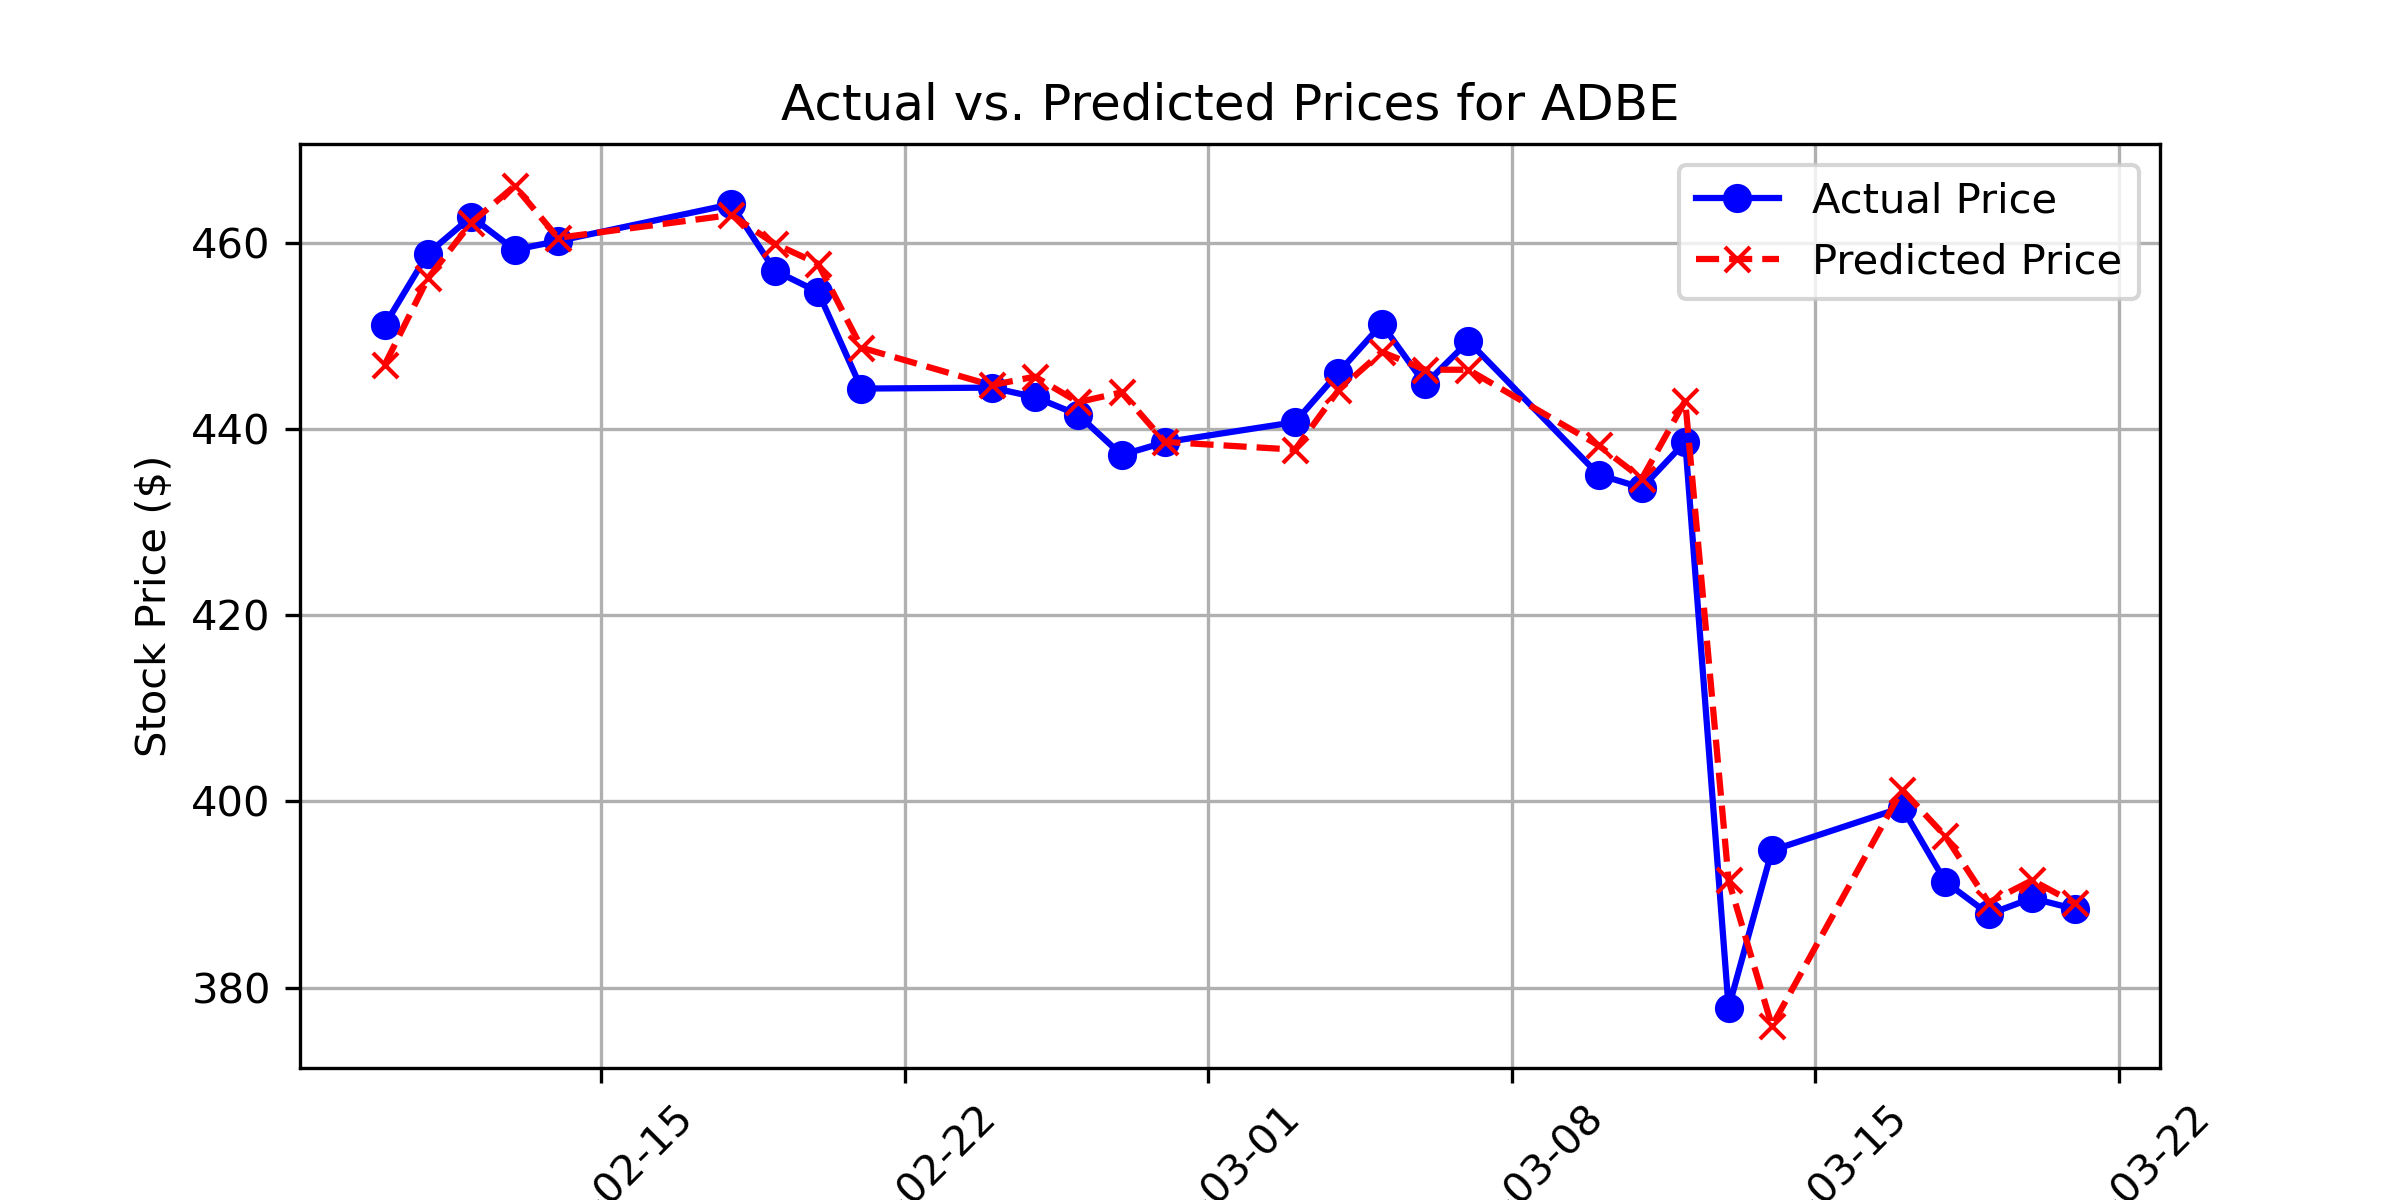 Actual vs. Predicted Prices for ADBE
Actual Price
Predicted Price
Stock Price ($)
460
440
420
400
380
02-15
02-22
03-01
03-08
03-15
03-22